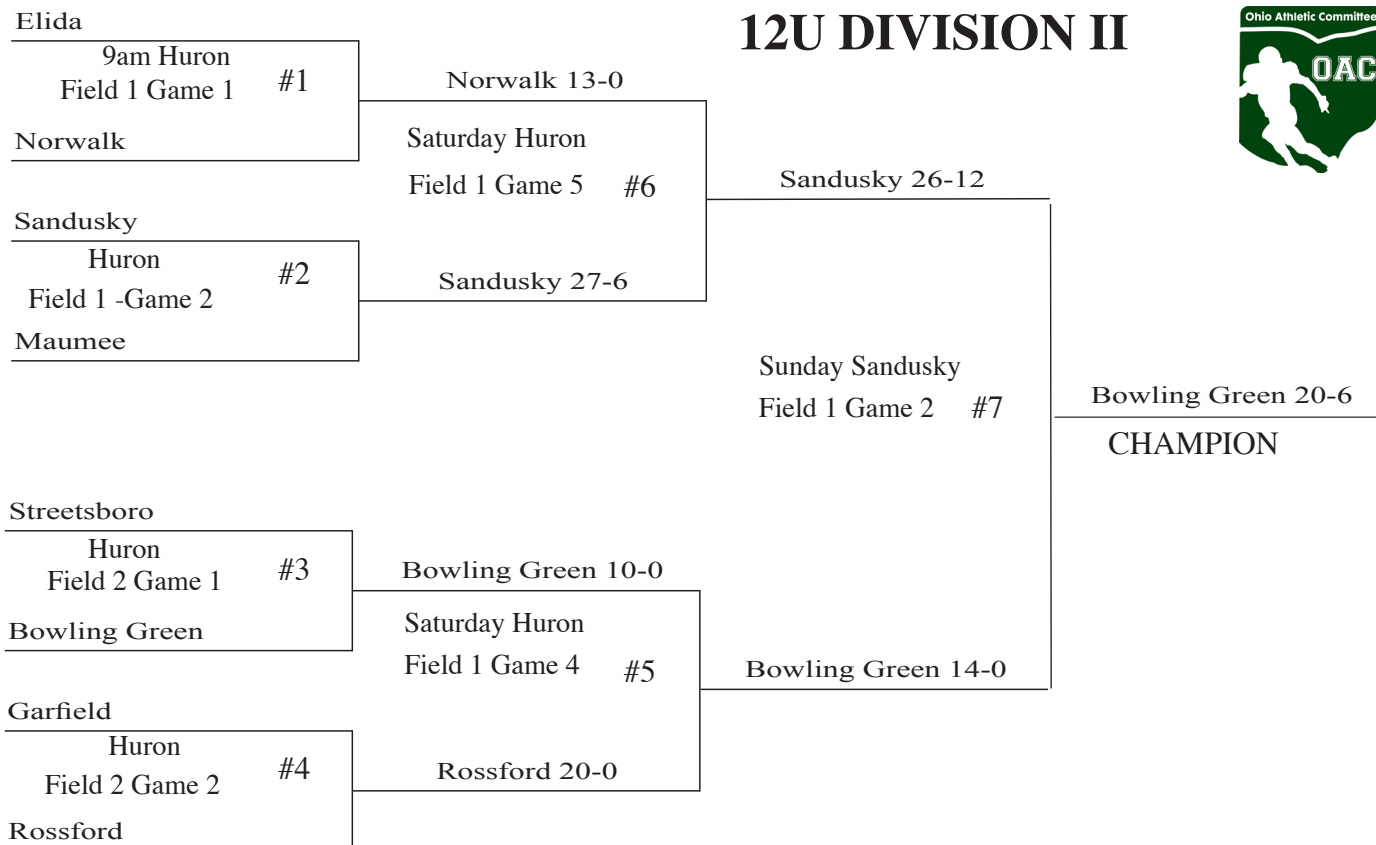 12U DIVISION II
Ohio Athletic Committee
OAC
Elida
9am Huron
Field 1 Game 1
#1
Norwalk
Norwalk 13-0
Saturday Huron
Field 1 Game 5
#6
Sandusky
Huron
Field 1 -Game 2
#2
Maumee
Sandusky 27-6
Sandusky 26-12
Sunday Sandusky
Field 1 Game 2
#7
Bowling Green 20-6
CHAMPION
Streetsboro
Huron
Field 2 Game 1
#3
Bowling Green
Bowling Green 10-0
Saturday Huron
Field 1 Game 4
#5
Bowling Green 14-0
Garfield
Huron
Field 2 Game 2
#4
Rossford
Rossford 20-0